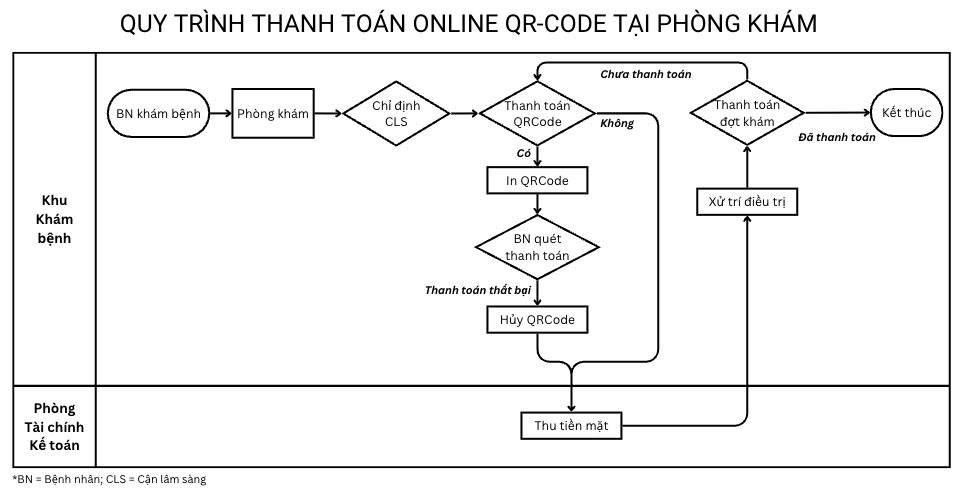 QUY TRÌNH THANH TOÁN ONLINE QR-CODE TẠI PHÒNG KHÁM
Khu
Khám
bệnh
BN khám bệnh
Phòng khám
Chỉ định
CLS
Thanh toán
QRCode
Không
Có
In QRCode
BN quét
thanh toán
Thanh toán thất bại
Hủy QRCode
Chưa thanh toán
Thanh toán
đợt khám
Đã thanh toán
Kết thúc
Xử trí điều trị
Phòng
Tài chính
Kế toán
Thu tiền mặt
*BN = Bệnh nhân; CLS = Cận lâm sàng